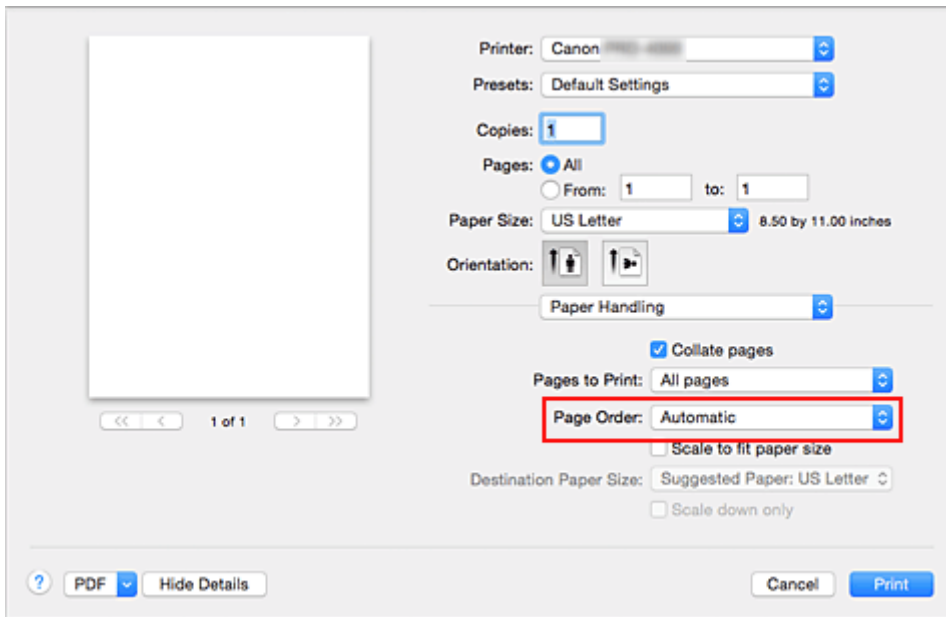 Printer: Canon
Presets: Default Settings
Copies: 1
Pages: All
From: 1 to: 1
Paper Size: US Letter 8.50 by 11.00 inches
Orientation:
Paper Handling
Collate pages
Pages to Print: All pages
1 of 1
Page Order: Automatic
Scale to fit paper size
Destination Paper Size: Suggested Paper: US Letter
Scale down only
? PDF Hide Details Cancel Print